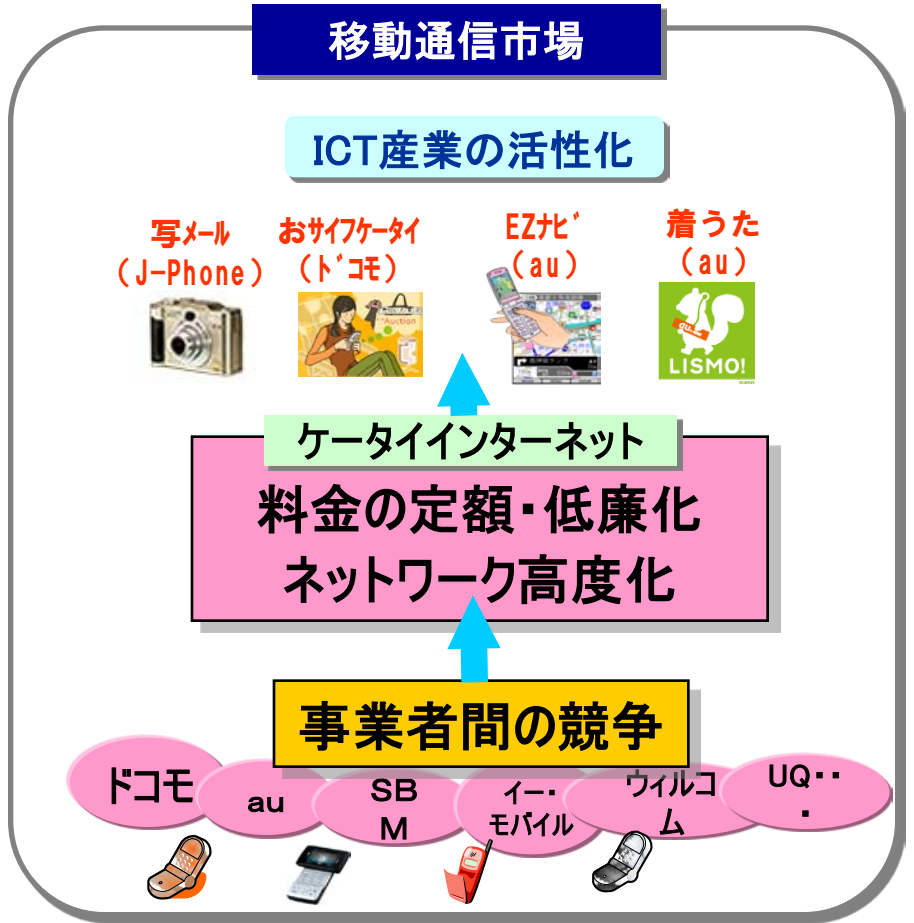 移動通信市場
ICT産業の活性化
写メール
（J-Phone）
おサイフケータイ
（ﾄﾞｺﾓ）
EZﾅﾋﾞ
（au）
着うた
（au）
Auction
au
LISMO!
ケータイインターネット
料金の定額・低廉化
ネットワーク高度化
事業者間の競争
ドコモ
au
SB
M
イー・
モバイル
ウィルコ
ム
UQ・・
・